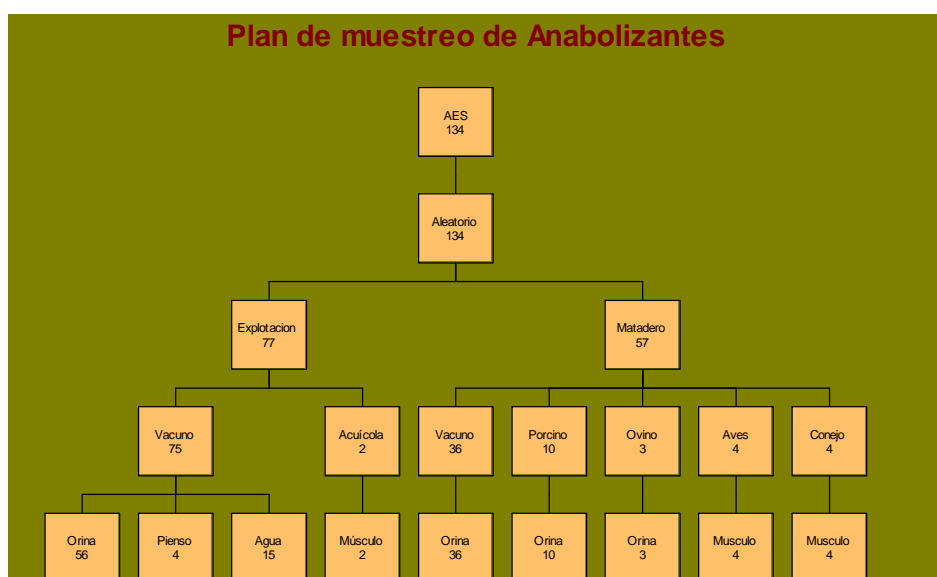 Plan de muestreo de Anabolizantes
AES
134
Aleatorio
134
Explotacion
77
Matadero
57
Vacuno
75
Acuícola
2
Vacuno
36
Porcino
10
Ovino
3
Aves
4
Conejo
4
Orina
56
Pienso
4
Agua
15
Músculo
2
Orina
36
Orina
10
Orina
3
Musculo
4
Musculo
4